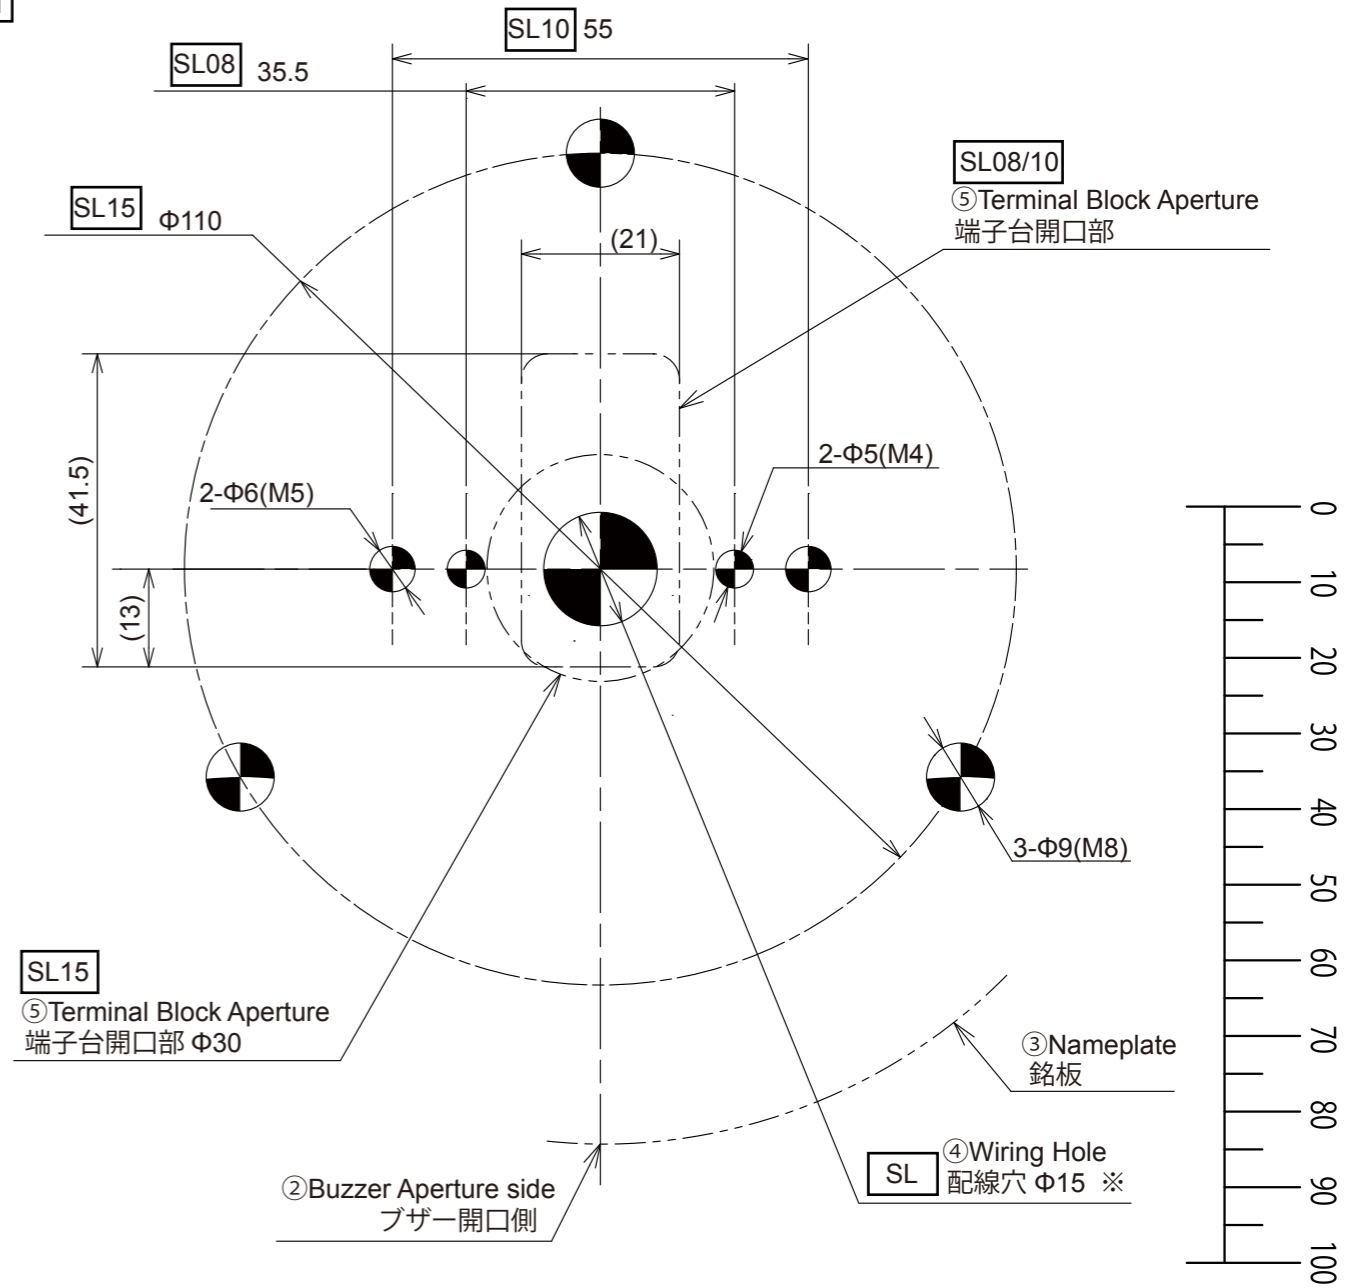 SL10 55
SL08 35.5
SL08/10
⑤Terminal Block Aperture
端子台開口部
SL15 Φ110
(21)
(41.5)
2-Φ6(M5)
2-Φ5(M4)
(13)
3-Φ9(M8)
SL15
⑤Terminal Block Aperture
端子台開口部 Φ30
③Nameplate
銘板
SL ④Wiring Hole
配線穴 Φ15 ※
②Buzzer Aperture side
ブザー開口側
0
10
20
30
40
50
60
70
80
90
100